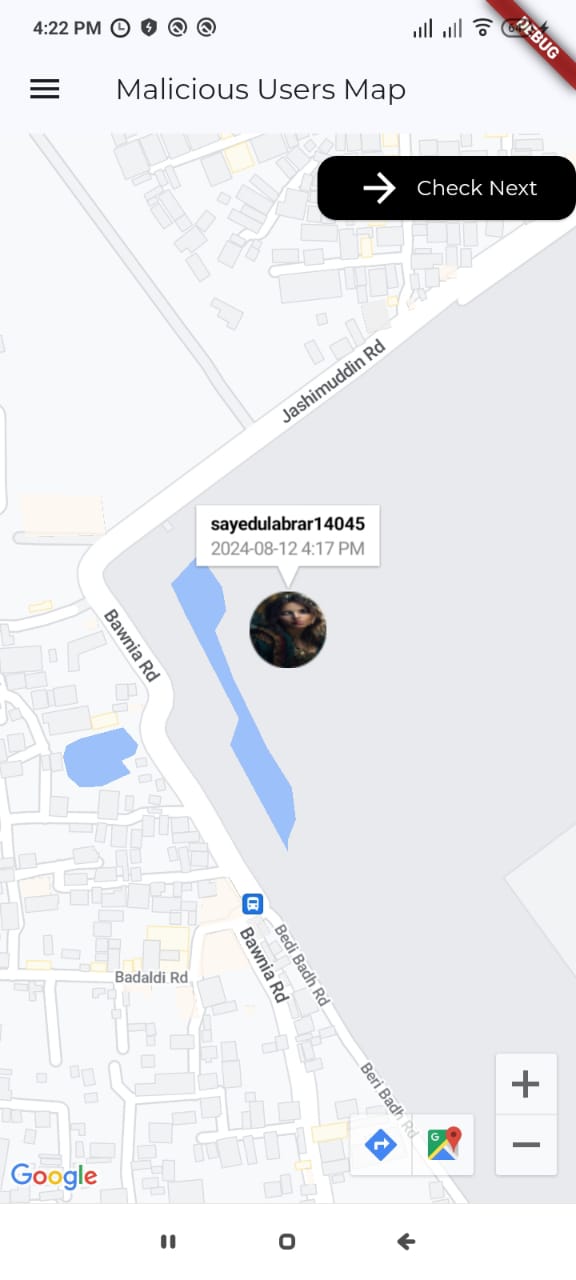 4:22 PM
64
DEBUG
Malicious Users Map
Check Next
Jashimuddin Rd
sayedulabrar14045
2024-08-12 4:17 PM
Bawnia Rd
Bedi Badh Rd
Bawnia Rd
Badaldi Rd
Beri Badh Rd
G
Google